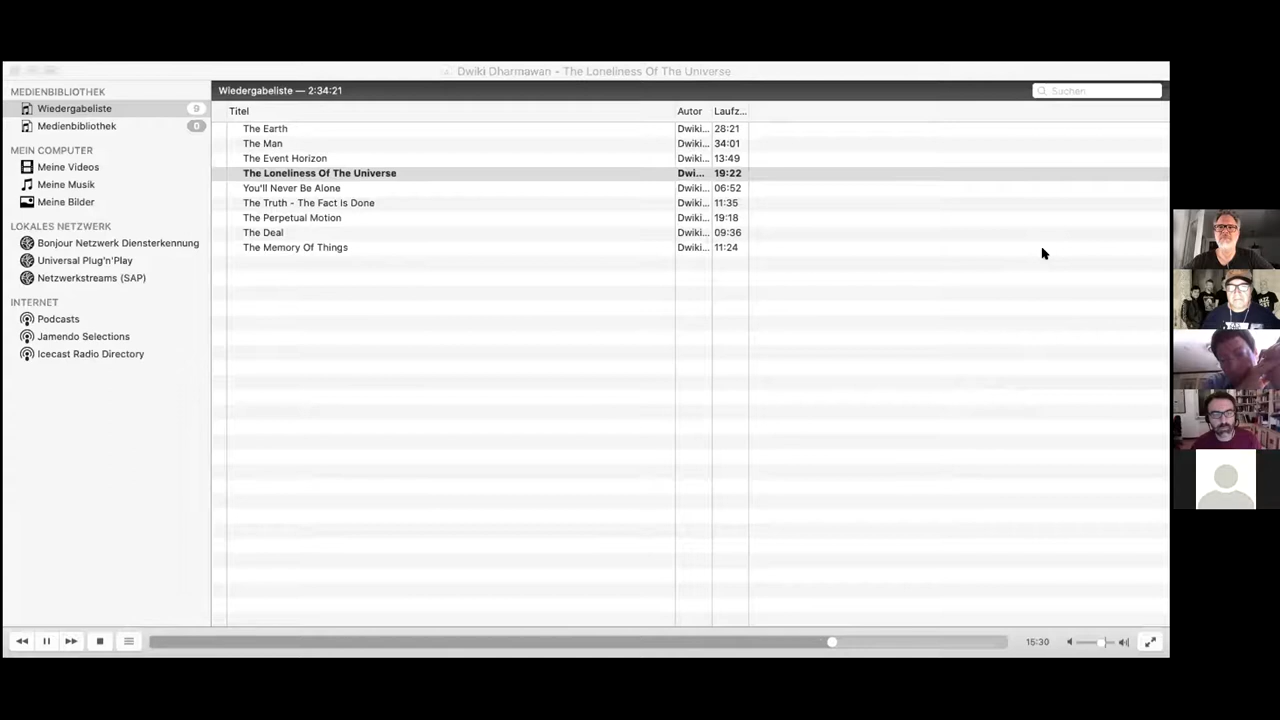 Dwiki Dharmawan - The Loneliness Of The Universe
MEDIENBIBLIOTHEK
Wiedergabeliste 9
Medienbibliothek 0
MEIN COMPUTER
Meine Videos
Meine Musik
Meine Bilder
LOKALES NETZWERK
Bonjour Netzwerk Diensterkennung
Universal Plug'n'Play
Netzwerkstreams (SAP)
INTERNET
Podcasts
Jamendo Selections
Icecast Radio Directory
Wiedergabeliste — 2:34:21
Suchen
Titel Autor Laufz...
The Earth Dwiki... 28:21
The Man Dwiki... 34:01
The Event Horizon Dwiki... 13:49
The Loneliness Of The Universe Dwi... 19:22
You'll Never Be Alone Dwiki... 06:52
The Truth - The Fact Is Done Dwiki... 11:35
The Perpetual Motion Dwiki... 19:18
The Deal Dwiki... 09:36
The Memory Of Things Dwiki... 11:24
15:30